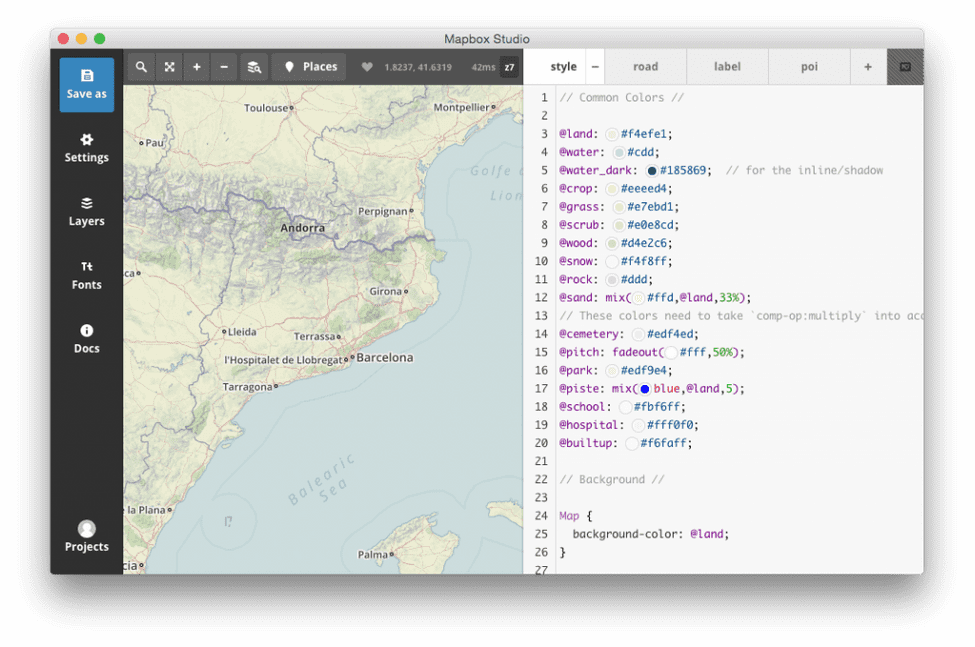 Mapbox Studio
Save as
Settings
Layers
Tt
Fonts
Docs
Projects
+ − Places 1.8237, 41.6319 42ms z7
Toulouse
Montpellier
Pau
Golfe
Lion
Perpignan
Andorra
Girona
Lleida
Terrassa
l'Hospitalet de Llobregat
Barcelona
Tarragona
Balearic
Sea
la Plana
Palma
style − road label poi +
1 // Common Colors //
2
3 @land: #f4efe1;
4 @water: #cdd;
5 @water_dark: #185869; // for the inline/shadow
6 @crop: #eeeed4;
7 @grass: #e7ebd1;
8 @scrub: #e0e8cd;
9 @wood: #d4e2c6;
10 @snow: #f4f8ff;
11 @rock: #ddd;
12 @sand: mix(#ffd,@land,33%);
13 // These colors need to take `comp-op:multiply` into acc
14 @cemetery: #edf4ed;
15 @pitch: fadeout(#fff,50%);
16 @park: #edf9e4;
17 @piste: mix(blue,@land,5);
18 @school: #fbf6ff;
19 @hospital: #fff0f0;
20 @builtup: #f6faff;
21
22 // Background //
23
24 Map {
25 background-color: @land;
26 }
27